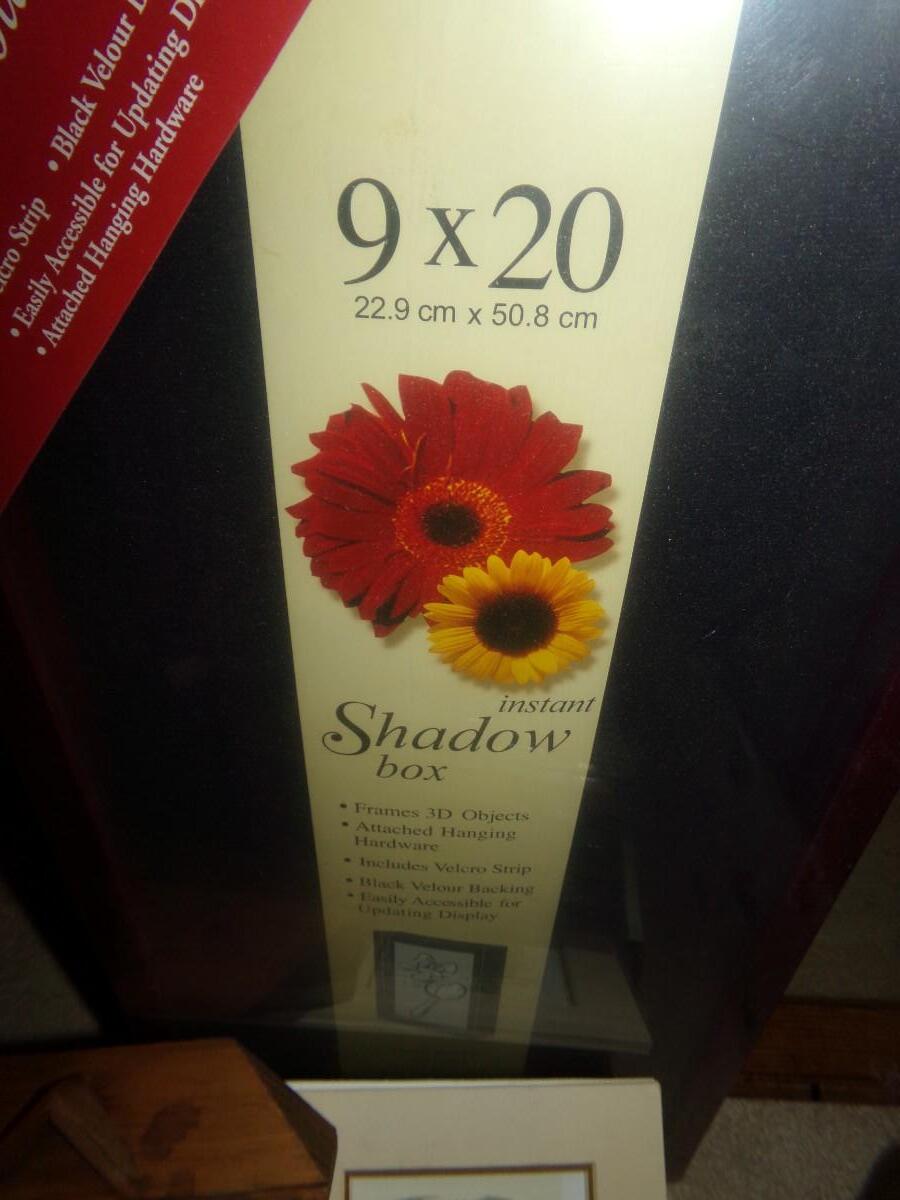 • Black Velour
• Easily Accessible for Updating
• Attached Hanging Hardware
Strip
9 x 20
22.9 cm x 50.8 cm
instant
Shadow
box
• Frames 3D Objects
• Attached Hanging
Hardware
• Includes Velcro Strip
• Black Velour Backing
• Easily Accessible for
Updating Display